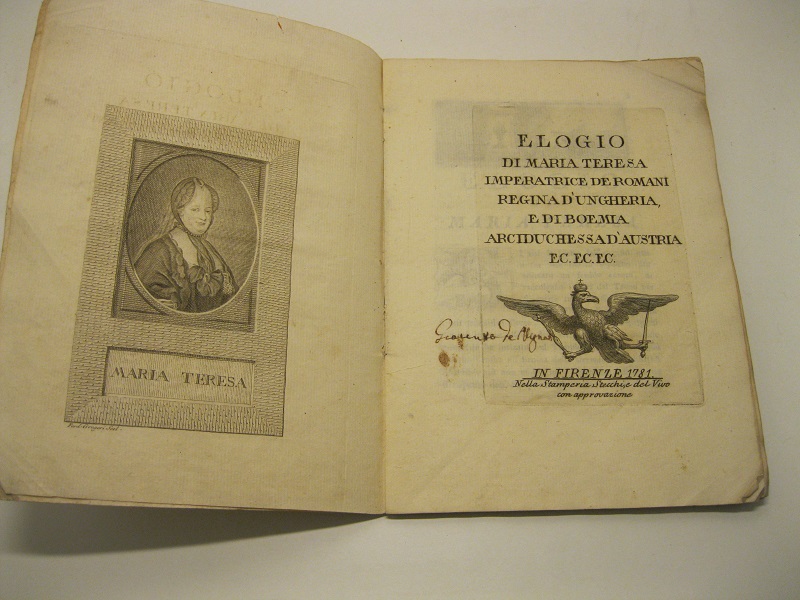 MARIA TERESA
ELOGIO
DI MARIA TERESA
IMPERATRICE DE ROMANI
REGINA D'UNGHERIA,
E DI BOEMIA
ARCIDUCHESSA D'AUSTRIA
EC. EC. EC.
de
IN FIRENZE 1781.
Nella Stamperia Stecchi, e del Vivo
con approvazione